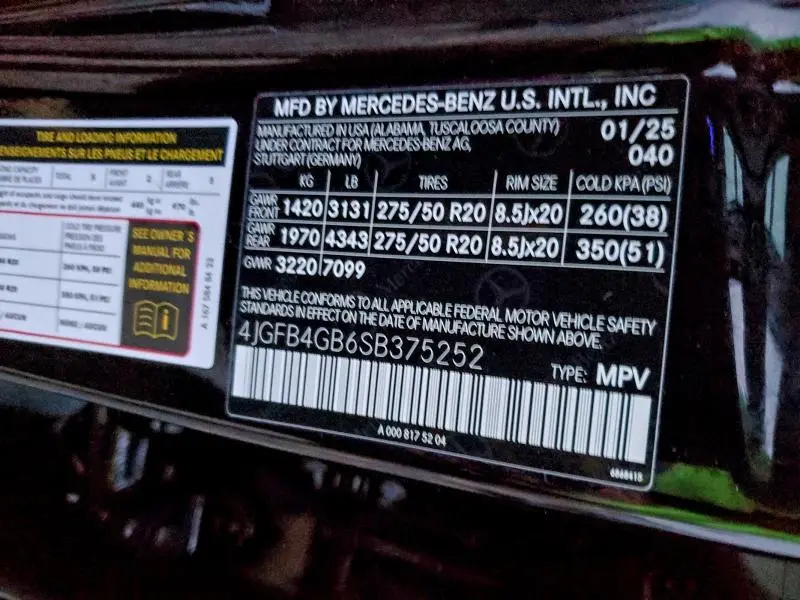 TIRE AND LOADING INFORMATION
ENSEIGNEMENTS SUR LES PNEUS ET LE CHARGEMENT
SEE OWNER'S
MANUAL FOR
ADDITIONAL
INFORMATION
A 167 584 84 33
MFD BY MERCEDES-BENZ U.S. INTL., INC
MANUFACTURED IN USA (ALABAMA, TUSCALOOSA COUNTY) 01/25
UNDER CONTRACT FOR MERCEDES-BENZ AG,
STUTTGART (GERMANY) 040
KG LB TIRES RIM SIZE COLD KPA(PSI)
GAWR FRONT 1420 3131 275/50 R20 8.5Jx20 260(38)
GAWR REAR 1970 4343 275/50 R20 8.5Jx20 350(51)
GVWR 3220 7099
THIS VEHICLE CONFORMS TO ALL APPLICABLE FEDERAL MOTOR VEHICLE SAFETY
STANDARDS IN EFFECT ON THE DATE OF MANUFACTURE SHOWN ABOVE.
4JGFB4GB6SB375252
TYPE: MPV
A 000 817 52 04